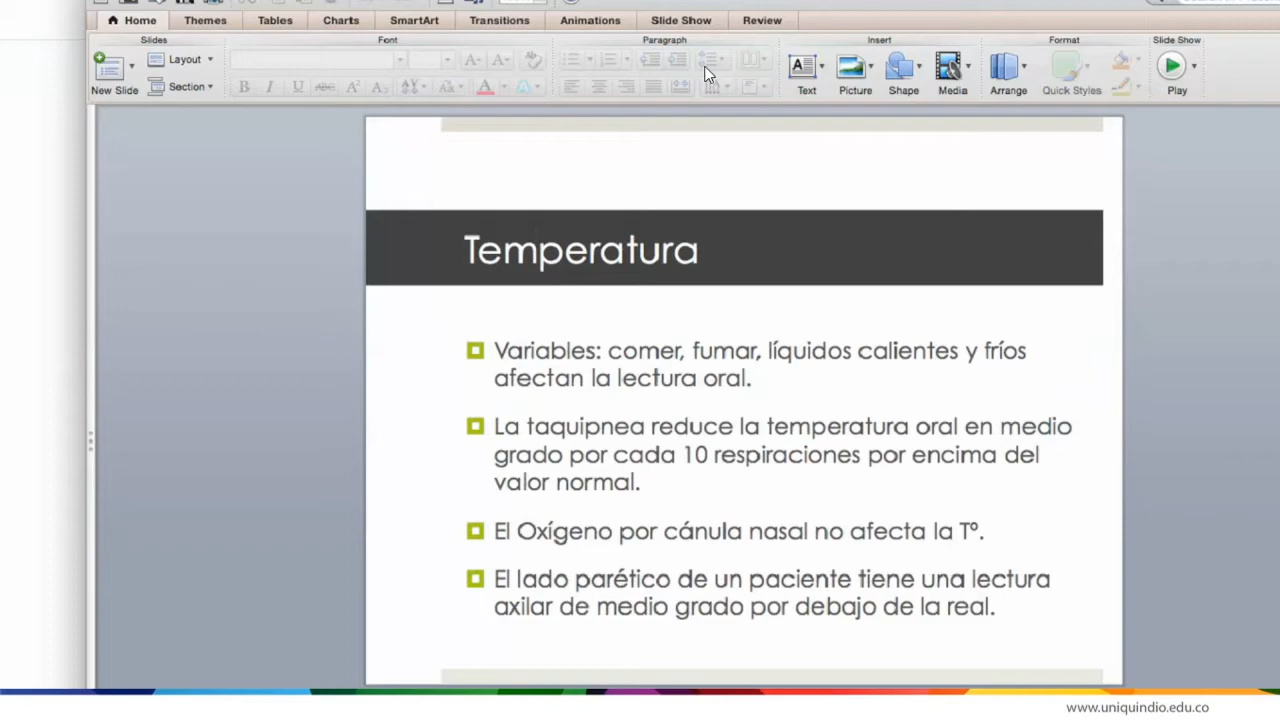 Home Themes Tables Charts SmartArt Transitions Animations Slide Show Review
Slides Font Paragraph Insert Format Slide Show
Layout
New Slide Section
B I U ABC A² A₂
Text Picture Shape Media Arrange Quick Styles Play
Temperatura
Variables: comer, fumar, líquidos calientes y fríos
afectan la lectura oral.
La taquipnea reduce la temperatura oral en medio
grado por cada 10 respiraciones por encima del
valor normal.
El Oxígeno por cánula nasal no afecta la Tº.
El lado parético de un paciente tiene una lectura
axilar de medio grado por debajo de la real.
www.uniquindio.edu.co